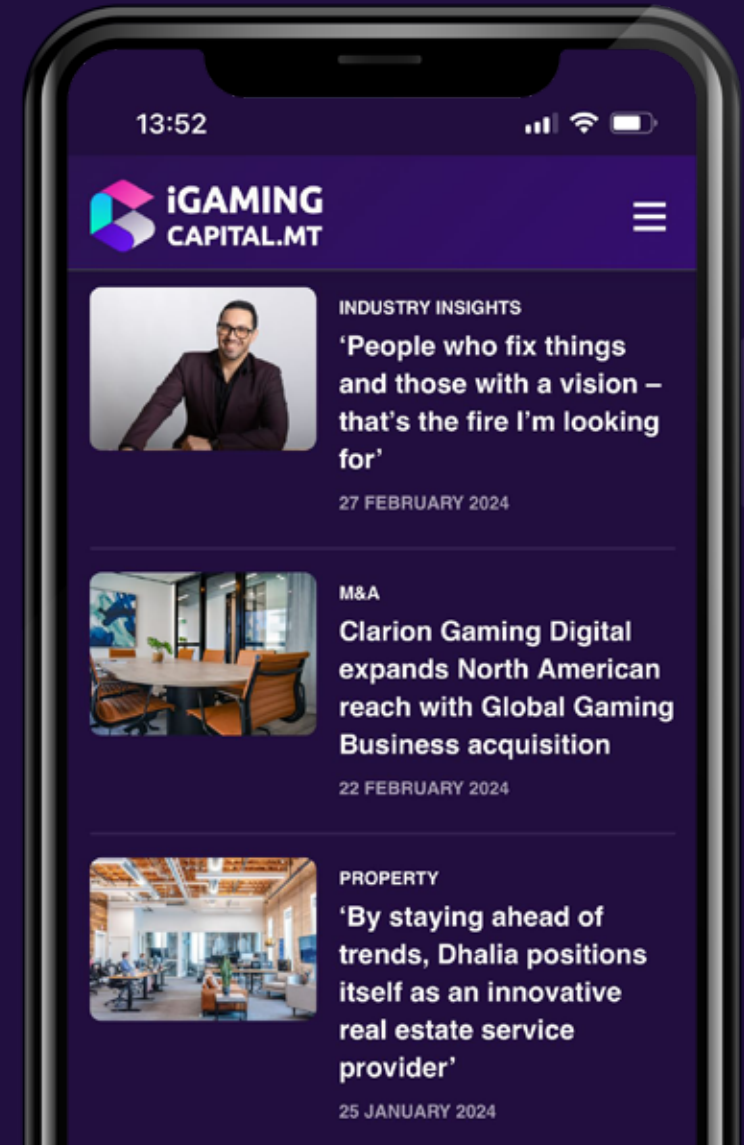 13:52
iGAMING
CAPITAL.MT
INDUSTRY INSIGHTS
‘People who fix things
and those with a vision –
that’s the fire I’m looking
for’
27 FEBRUARY 2024
M&A
Clarion Gaming Digital
expands North American
reach with Global Gaming
Business acquisition
22 FEBRUARY 2024
PROPERTY
‘By staying ahead of
trends, Dhalia positions
itself as an innovative
real estate service
provider’
25 JANUARY 2024